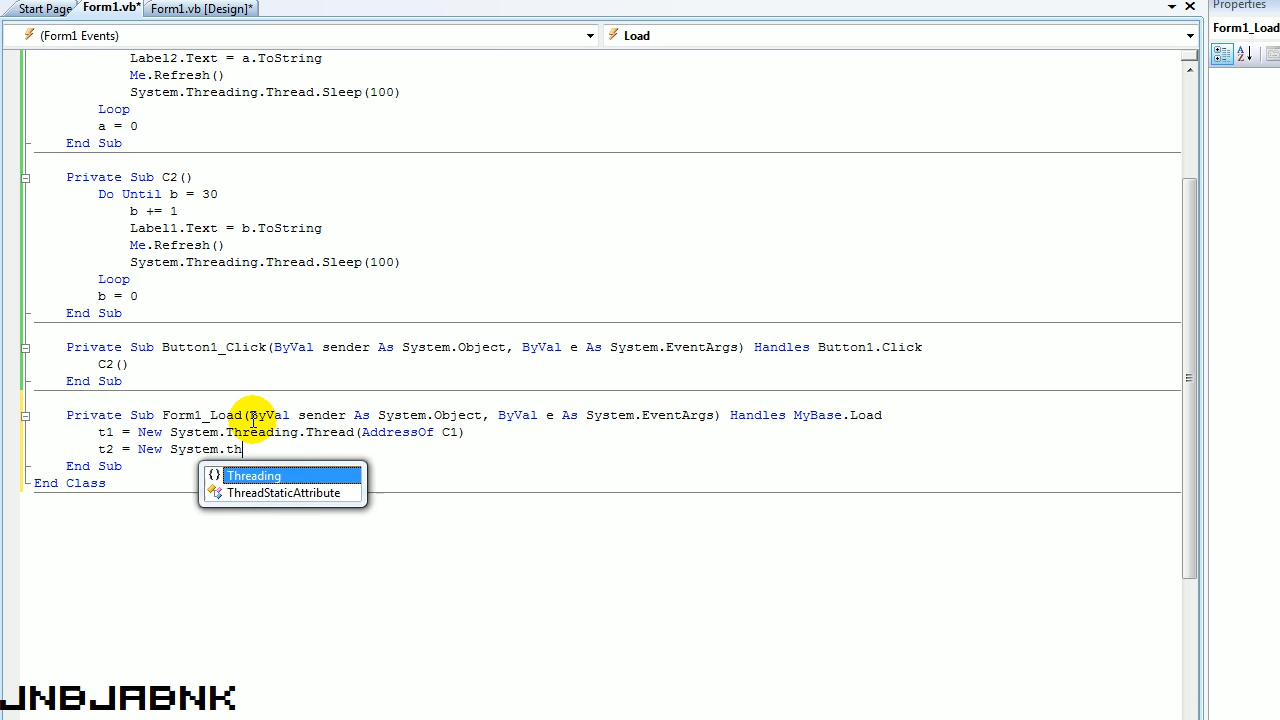 Start Page Form1.vb* Form1.vb [Design]* Properties
(Form1 Events) Load Form1_Load
Label2.Text = a.ToString
Me.Refresh()
System.Threading.Thread.Sleep(100)
Loop
a = 0
End Sub
Private Sub C2()
Do Until b = 30
b += 1
Label1.Text = b.ToString
Me.Refresh()
System.Threading.Thread.Sleep(100)
Loop
b = 0
End Sub
Private Sub Button1_Click(ByVal sender As System.Object, ByVal e As System.EventArgs) Handles Button1.Click
C2()
End Sub
Private Sub Form1_Load(ByVal sender As System.Object, ByVal e As System.EventArgs) Handles MyBase.Load
t1 = New System.Threading.Thread(AddressOf C1)
t2 = New System.th
End Sub
Threading
End Class
ThreadStaticAttribute
JNBJABNK